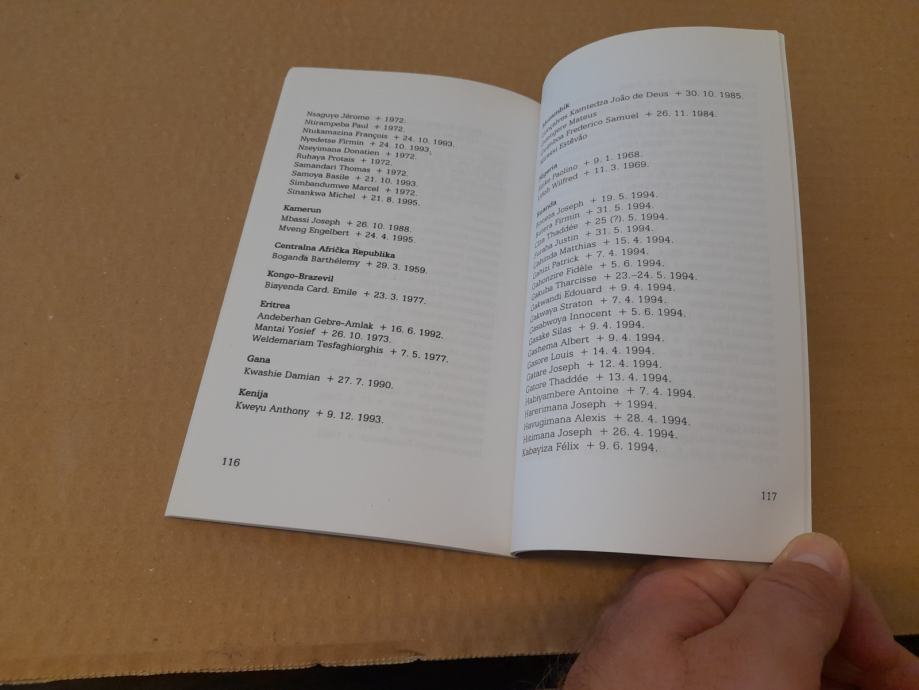 Nsaguye Jérome + 1972.
Ntirampeba Paul + 1972.
Ntukamazina François + 24. 10. 1993.
Nyedetse Firmin + 24. 10. 1993.
Nzeyimana Donatien + 1972.
Ruhaya Protais + 1972.
Samandari Thomas + 1972.
Samoya Basile + 21. 10. 1993.
Simbandumwe Marcel + 1972.
Sinankwa Michel + 21. 8. 1995.
Kamerun
Mbassi Joseph + 26. 10. 1988.
Mveng Engelbert + 24. 4. 1995.
Centralna Afrička Republika
Boganda Barthélemy + 29. 3. 1959.
Kongo-Brazevil
Biayenda Card. Emile + 23. 3. 1977.
Eritrea
Andeberhan Gebre-Amlak + 16. 6. 1992.
Mantai Yosief + 26. 10. 1973.
Weldemariam Tesfaghiorghis + 7. 5. 1977.
Gana
Kwashie Damian + 27. 7. 1990.
Kenija
Kweyu Anthony + 9. 12. 1993.
116
Kamtedza João de Deus + 30. 10. 1985.
Mateus
Frederico Samuel + 26. 11. 1984.
Estêvão
Paolino + 9. 1. 1968.
Wilfred + 11. 3. 1969.
Ruanda
Joseph + 19. 5. 1994.
Firmin + 31. 5. 1994.
Thaddée + 25 (?). 5. 1994.
Justin + 31. 5. 1994.
Gahinda Matthias + 15. 4. 1994.
Gahizi Patrick + 7. 4. 1994.
Gahonzire Fidèle + 5. 6. 1994.
Gakuba Tharcisse + 23.–24. 5. 1994.
Gakwandi Edouard + 9. 4. 1994.
Gakwaya Straton + 7. 4. 1994.
Gasabwoya Innocent + 5. 6. 1994.
Gasake Silas + 9. 4. 1994.
Gashema Albert + 9. 4. 1994.
Gasore Louis + 14. 4. 1994.
Gatare Joseph + 12. 4. 1994.
Gatore Thaddée + 13. 4. 1994.
Habiyambere Antoine + 7. 4. 1994.
Harerimana Joseph + 1994.
Havugimana Alexis + 28. 4. 1994.
Hitimana Joseph + 26. 4. 1994.
Kabayiza Félix + 9. 6. 1994.
117